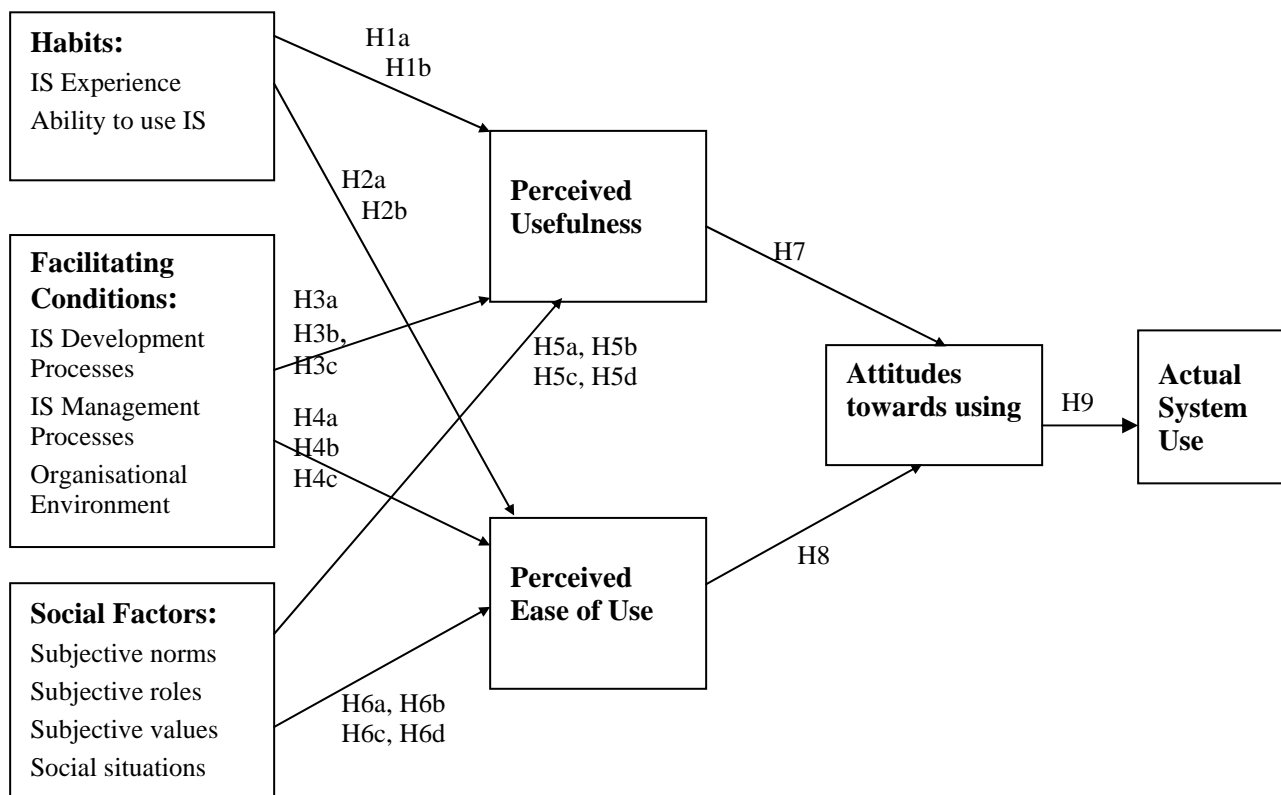 Habits:
IS Experience
Ability to use IS
H1a
H1b
H2a
H2b
Perceived
Usefulness
Facilitating
Conditions:
IS Development
Processes
IS Management
Processes
Organisational
Environment
H3a
H3b,
H3c
H4a
H4b
H4c
H5a, H5b
H5c, H5d
H7
Attitudes
towards using
H9
Actual
System
Use
H8
Perceived
Ease of Use
Social Factors:
Subjective norms
Subjective roles
Subjective values
Social situations
H6a, H6b
H6c, H6d